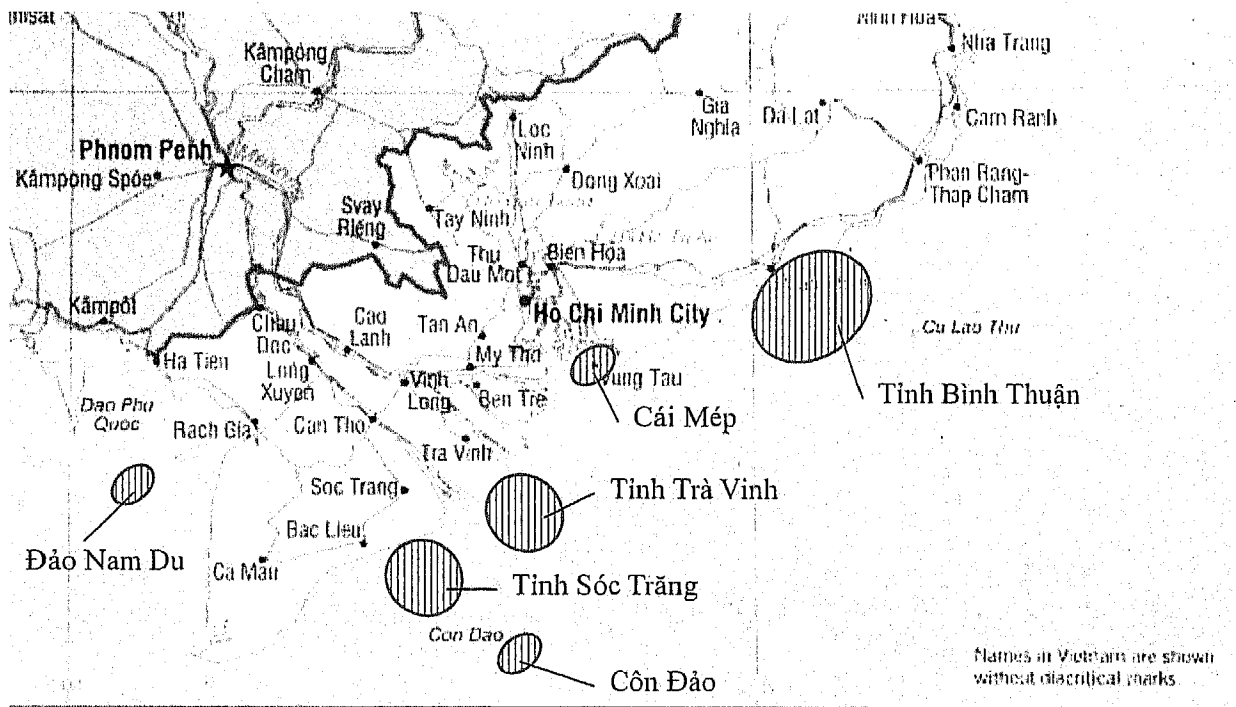 Nha Trang
Kâmpóng
Cham
Gia
Nghia
Da Lat
Cam Ranh
Loc
Ninh
Phnom Penh
Kâmpóng Spóe
Dong Xoai
Phan Rang-
Thap Cham
Svay
Riêng
Tay Ninh
Thu
Dau Mot
Bien Hoa
Kâmpôt
Ho Chi Minh City
Chau
Doc
Cao
Lanh
Tan An
Cu Lao Thu
Ha Tien
Long
Xuyen
My Tho
Vung Tau
Tỉnh Bình Thuận
Vinh
Long
Ben Tre
Cái Mép
Dao Phu
Quoc
Rach Gia
Can Tho
Tra Vinh
Soc Trang
Tỉnh Trà Vinh
Bac Lieu
Đảo Nam Du
Ca Mau
Tỉnh Sóc Trăng
Con Dao
Côn Đảo
Names in Vietnam are shown
without diacritical marks